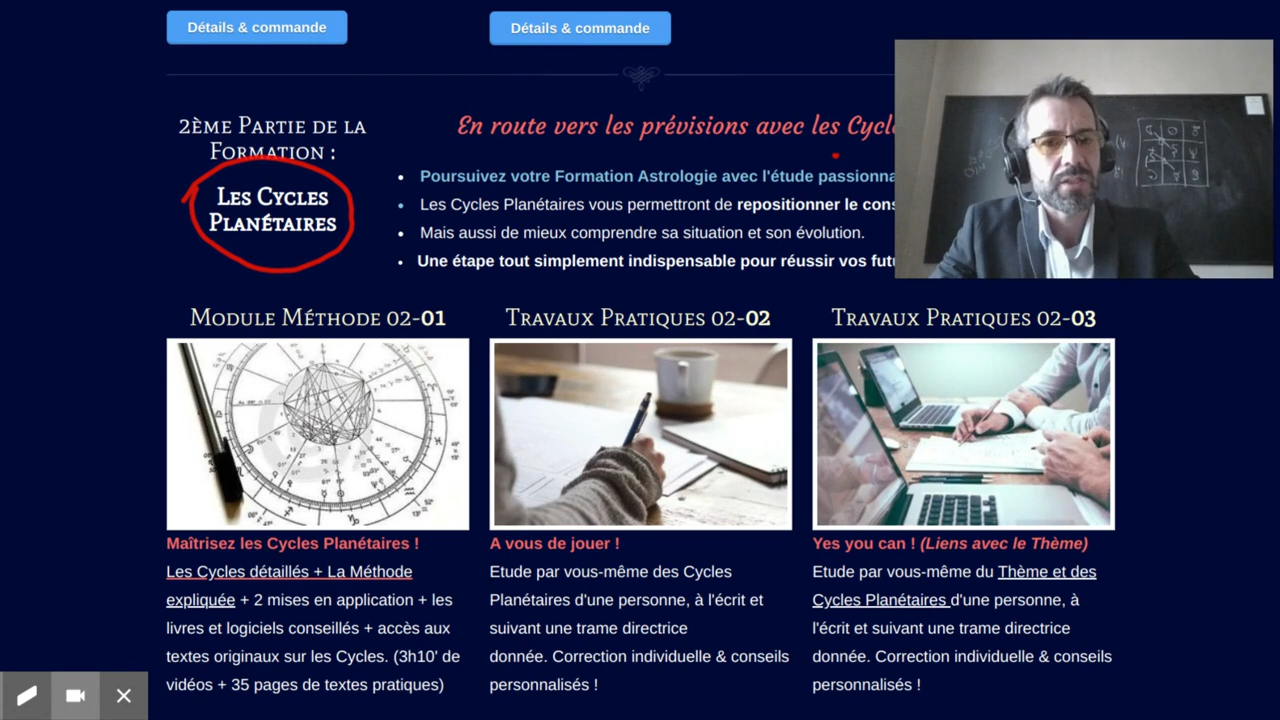 Détails & commande
Détails & commande
2ème Partie de la
Formation :
Les Cycles
Planétaires
En route vers les prévisions avec les
Poursuivez votre Formation Astrologie avec l'étude
Les Cycles Planétaires vous permettront de repositionner le
Mais aussi de mieux comprendre sa situation et son évolution.
Une étape tout simplement indispensable pour réussir vos
Module Méthode 02-01
Travaux Pratiques 02-02
Travaux Pratiques 02-03
Maîtrisez les Cycles Planétaires !
Les Cycles détaillés + La Méthode
expliquée + 2 mises en application + les
livres et logiciels conseillés + accès aux
textes originaux sur les Cycles. (3h10' de
vidéos + 35 pages de textes pratiques)
A vous de jouer !
Etude par vous-même des Cycles
Planétaires d'une personne, à l'écrit et
suivant une trame directrice
donnée. Correction individuelle & conseils
personnalisés !
Yes you can ! (Liens avec le Thème)
Etude par vous-même du Thème et des
Cycles Planétaires d'une personne, à
l'écrit et suivant une trame directrice
donnée. Correction individuelle & conseils
personnalisés !